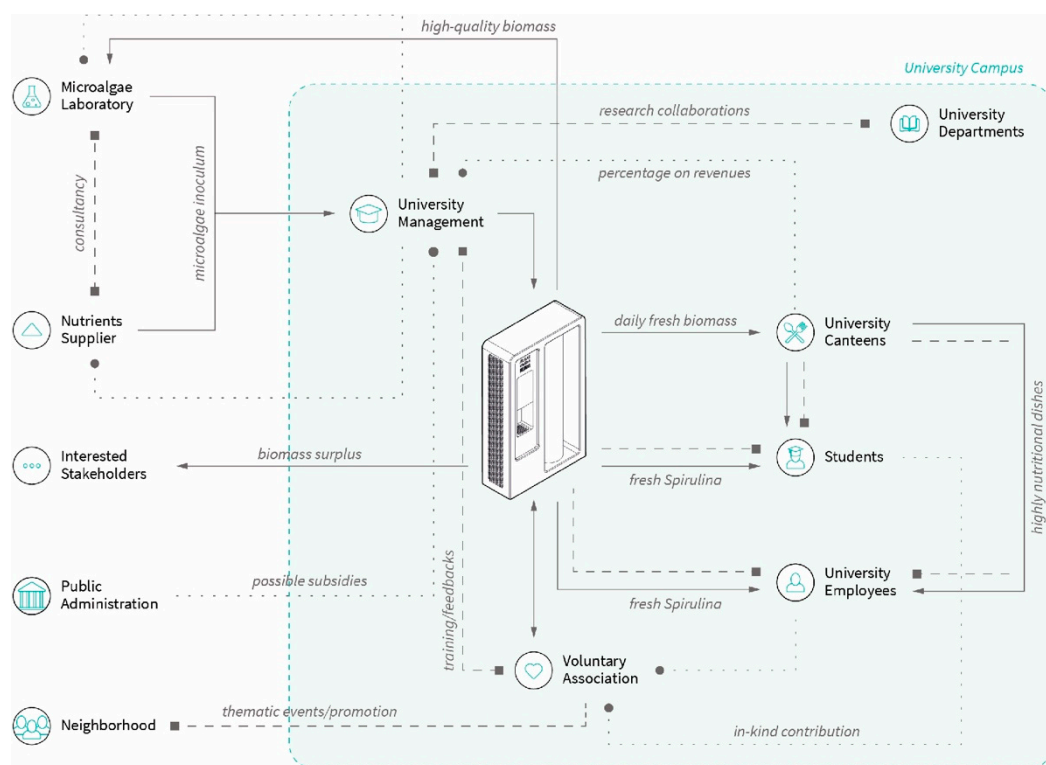 high-quality biomass
University Campus
Microalgae
Laboratory
research collaborations
University
Departments
consultancy
microalgae inoculum
percentage on revenues
University
Management
Nutrients
Supplier
daily fresh biomass
University
Canteens
highly nutritional dishes
Interested
Stakeholders
biomass surplus
Students
fresh Spirulina
Public
Administration
possible subsidies
training/feedbacks
University
Employees
fresh Spirulina
Voluntary
Association
Neighborhood
thematic events/promotion
in-kind contribution